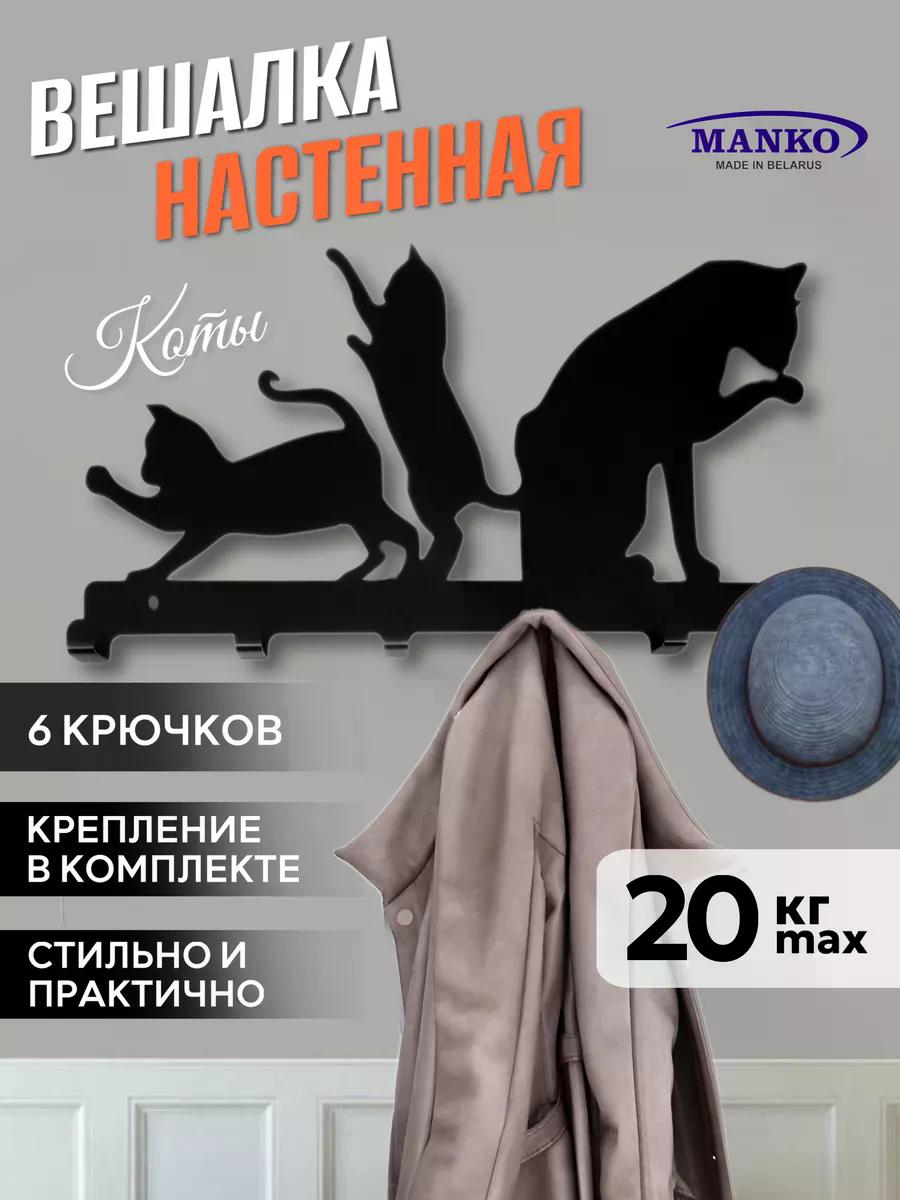 ВЕШАЛКА
НАСТЕННАЯ
MANKO
MADE IN BELARUS
Коты
6 КРЮЧКОВ
КРЕПЛЕНИЕ
В КОМПЛЕКТЕ
20 кг
max
СТИЛЬНО И
ПРАКТИЧНО